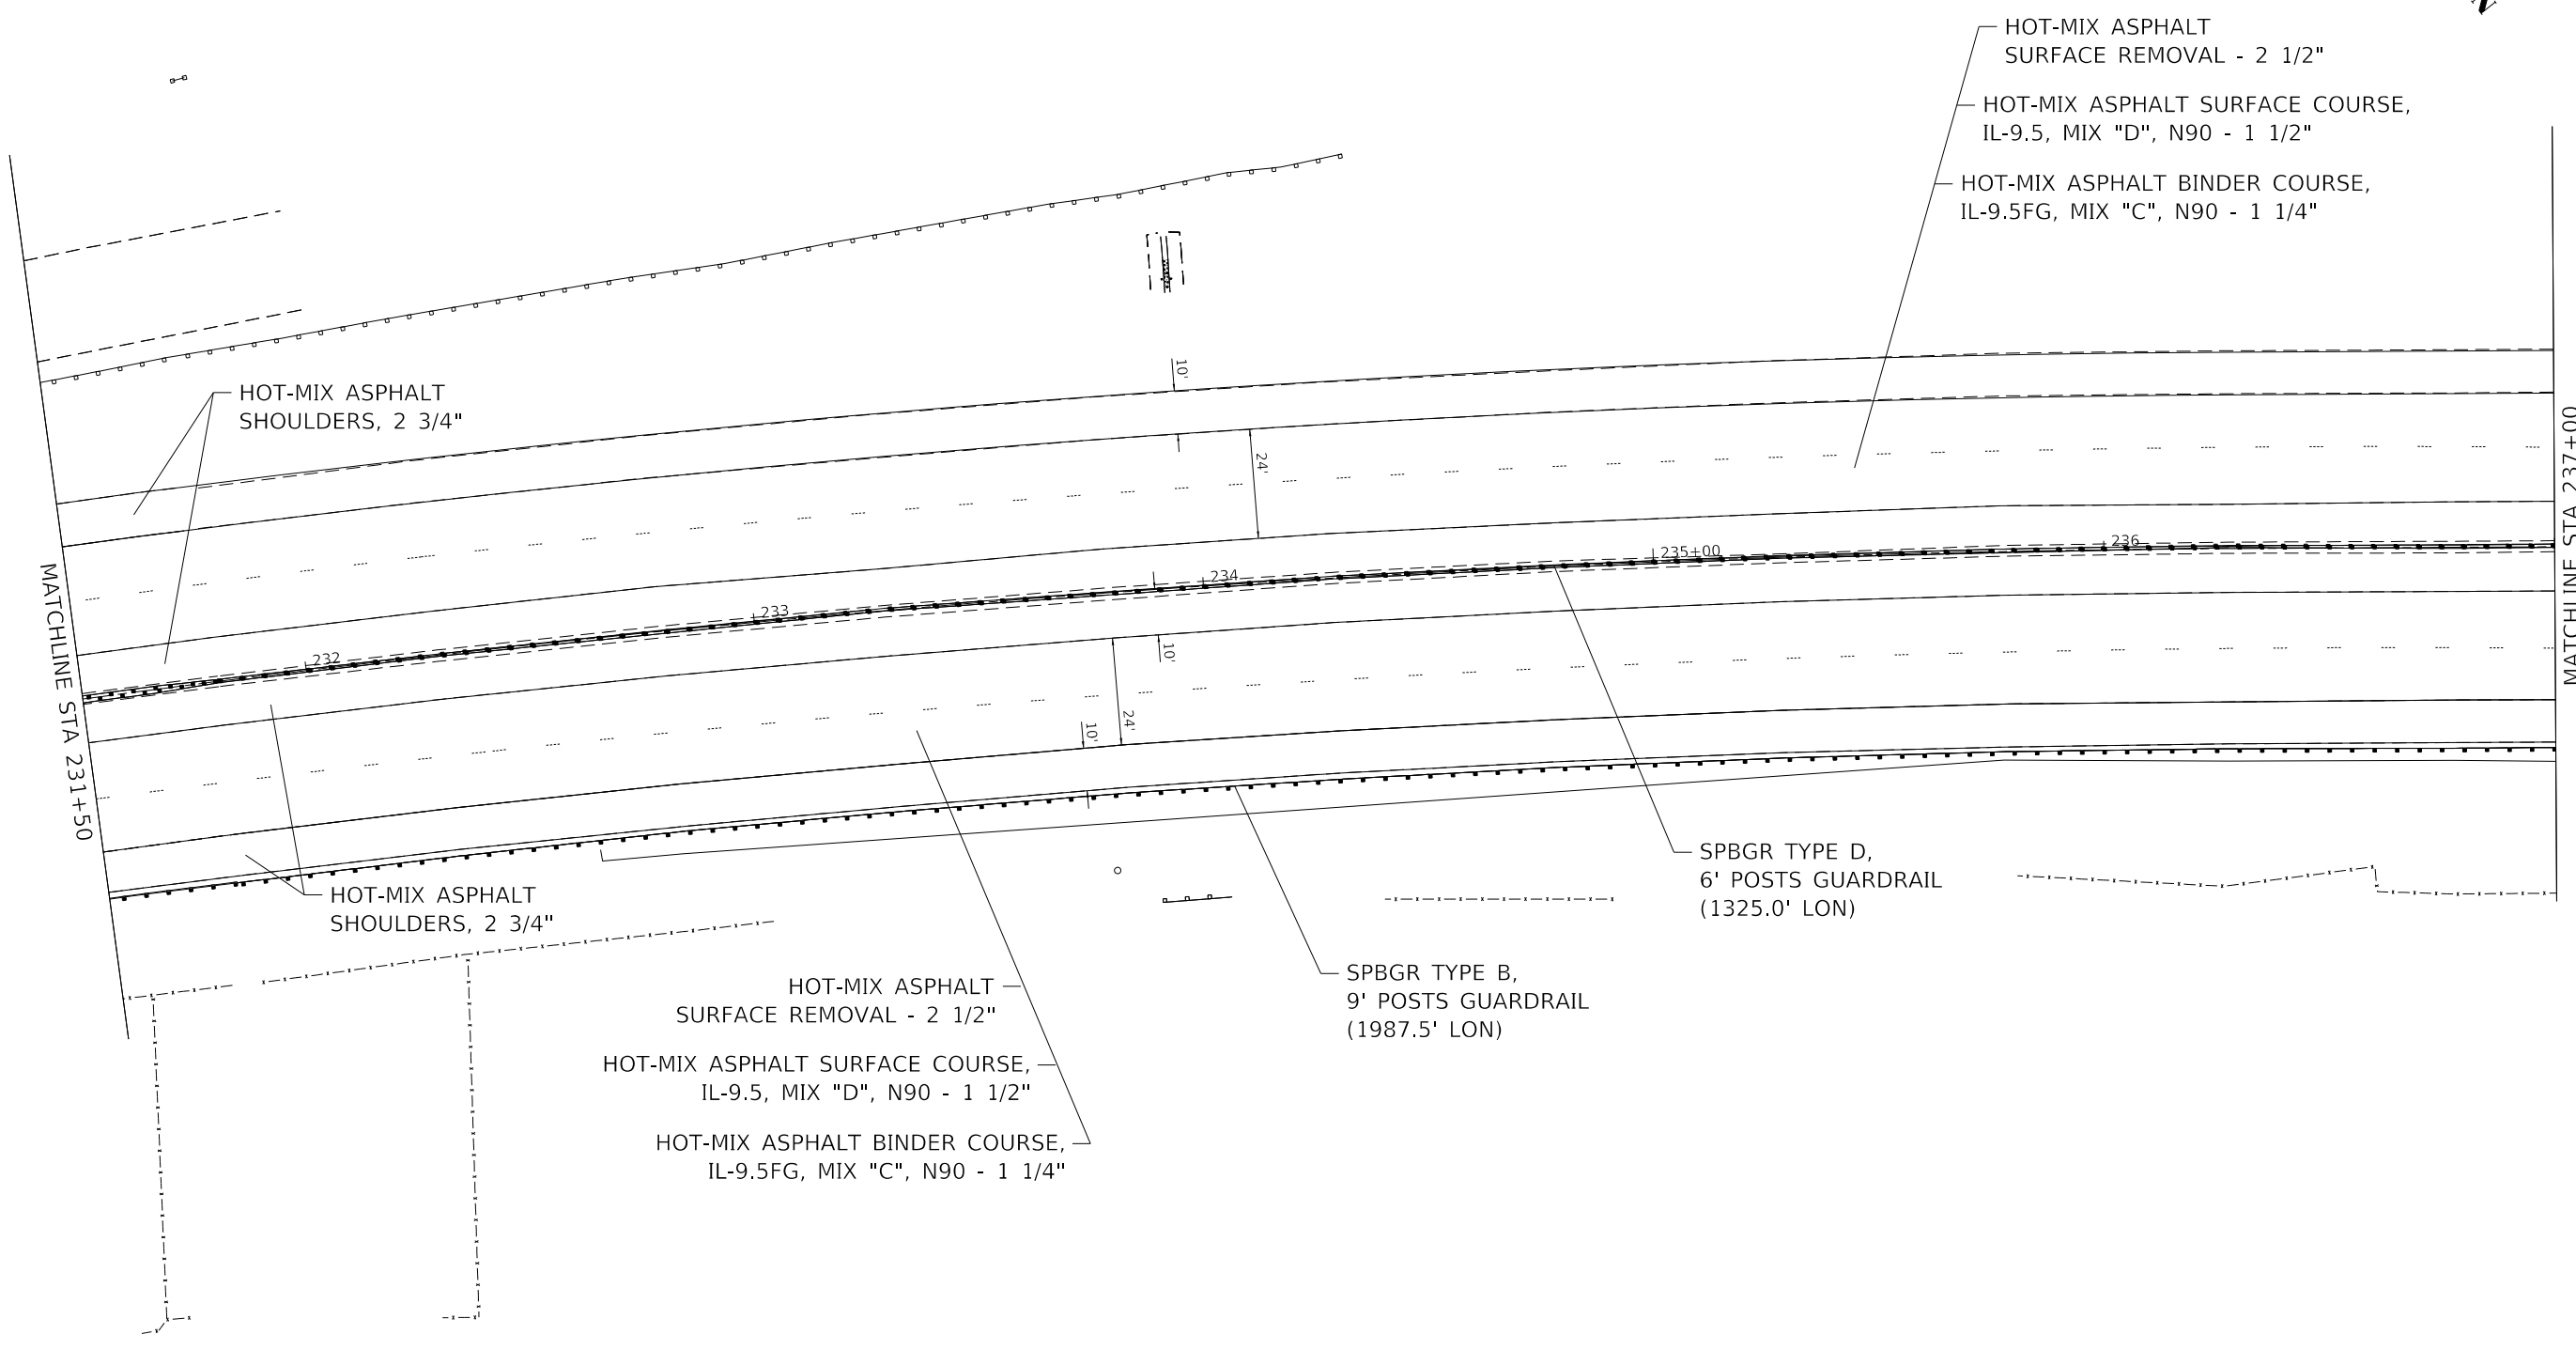 N
HOT-MIX ASPHALT
SURFACE REMOVAL - 2 1/2"
HOT-MIX ASPHALT SURFACE COURSE,
IL-9.5, MIX "D", N90 - 1 1/2"
HOT-MIX ASPHALT BINDER COURSE,
IL-9.5FG, MIX "C", N90 - 1 1/4"
10'
HOT-MIX ASPHALT
SHOULDERS, 2 3/4"
24'
MATCHLINE STA 237+00
235+00
236
234
233
232
MATCHLINE STA 231+50
10'
24'
10'
SPBGR TYPE D,
6' POSTS GUARDRAIL
(1325.0' LON)
HOT-MIX ASPHALT
SHOULDERS, 2 3/4"
SPBGR TYPE B,
9' POSTS GUARDRAIL
(1987.5' LON)
HOT-MIX ASPHALT
SURFACE REMOVAL - 2 1/2"
HOT-MIX ASPHALT SURFACE COURSE,
IL-9.5, MIX "D", N90 - 1 1/2"
HOT-MIX ASPHALT BINDER COURSE,
IL-9.5FG, MIX "C", N90 - 1 1/4"